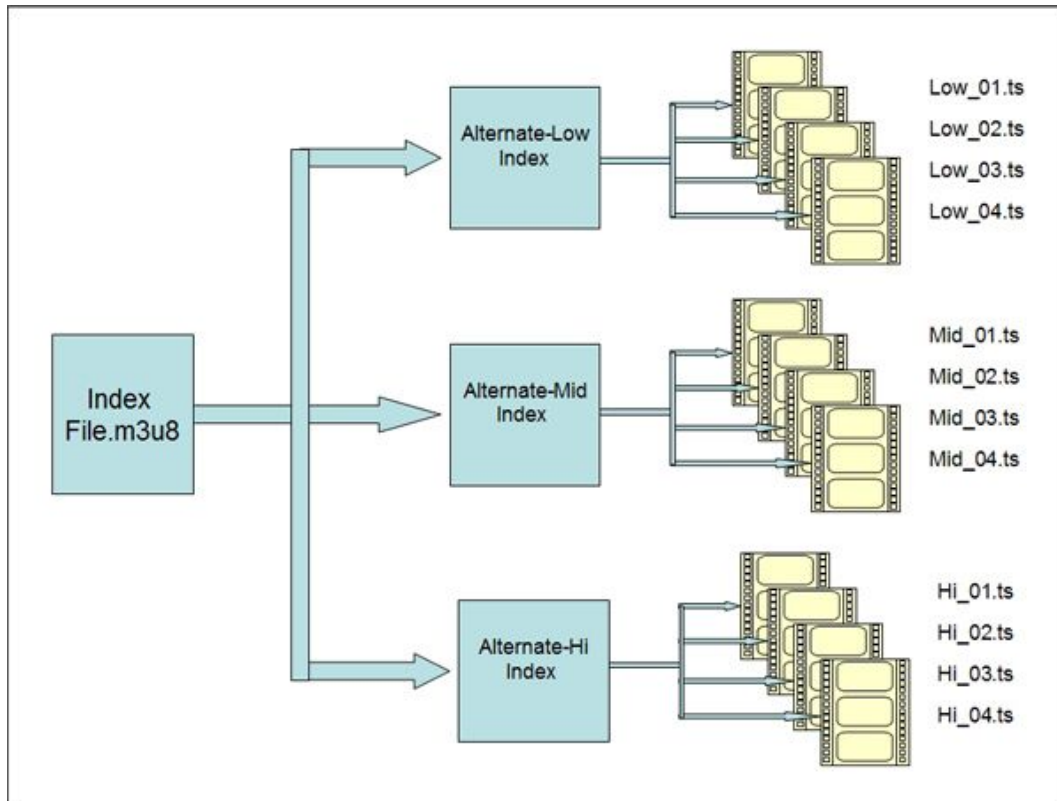 Alternate-Low
Index
Low_01.ts
Low_02.ts
Low_03.ts
Low_04.ts
Index
File.m3u8
Alternate-Mid
Index
Mid_01.ts
Mid_02.ts
Mid_03.ts
Mid_04.ts
Alternate-Hi
Index
Hi_01.ts
Hi_02.ts
Hi_03.ts
Hi_04.ts